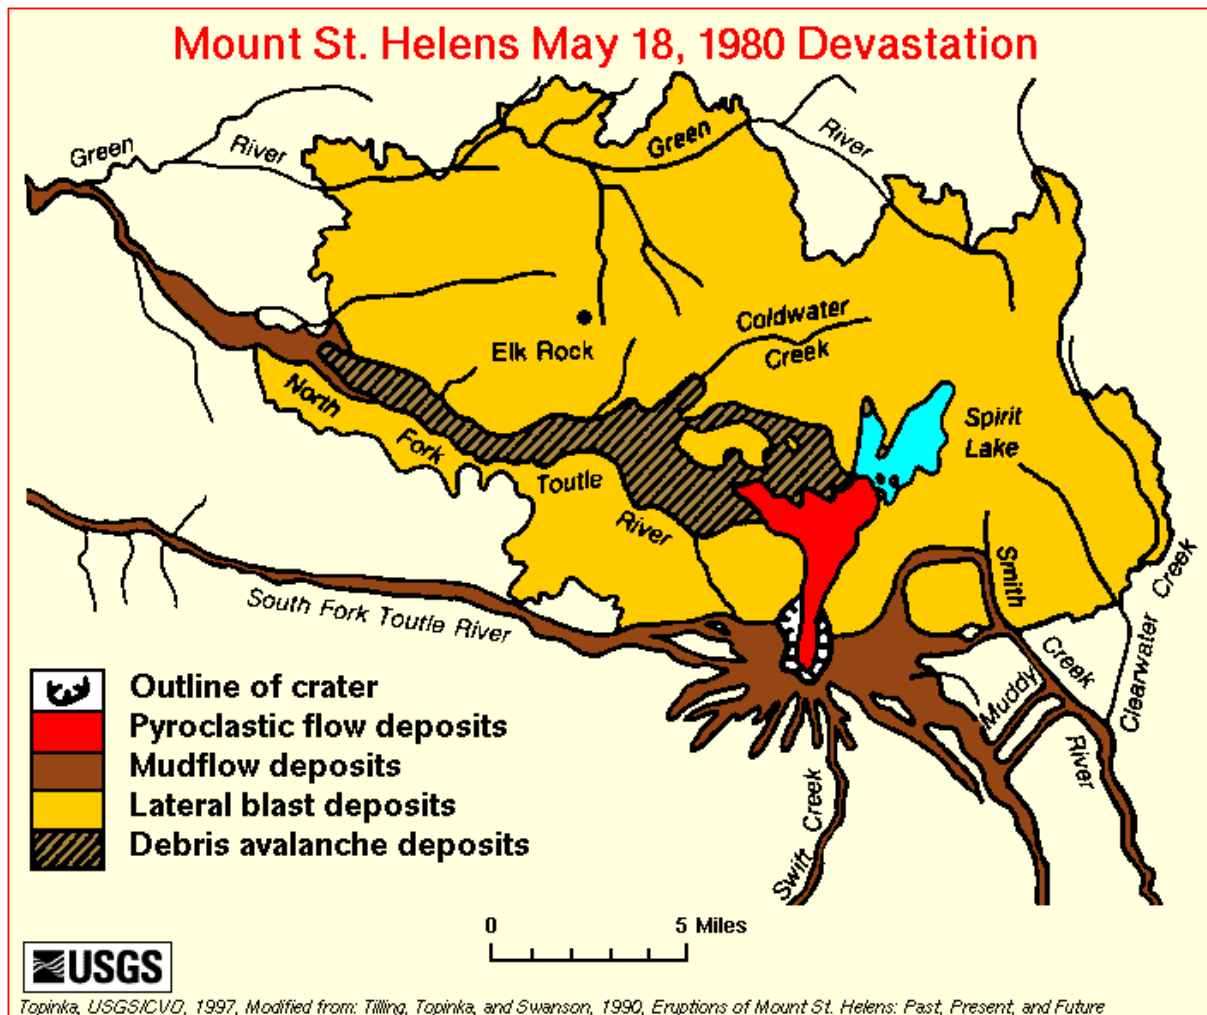 Mount St. Helens May 18, 1980 Devastation
Green
River
Green
River
Coldwater
Creek
Elk Rock
North
Fork
Toutle
River
Spirit
Lake
South Fork Toutle River
Smith
Creek
Clearwater Creek
Muddy
River
Swift Creek
Outline of crater
Pyroclastic flow deposits
Mudflow deposits
Lateral blast deposits
Debris avalanche deposits
0 5 Miles
USGS
Topinka, USGS/CVO, 1997, Modified from: Tilling, Topinka, and Swanson, 1990, Eruptions of Mount St. Helens: Past, Present, and Future